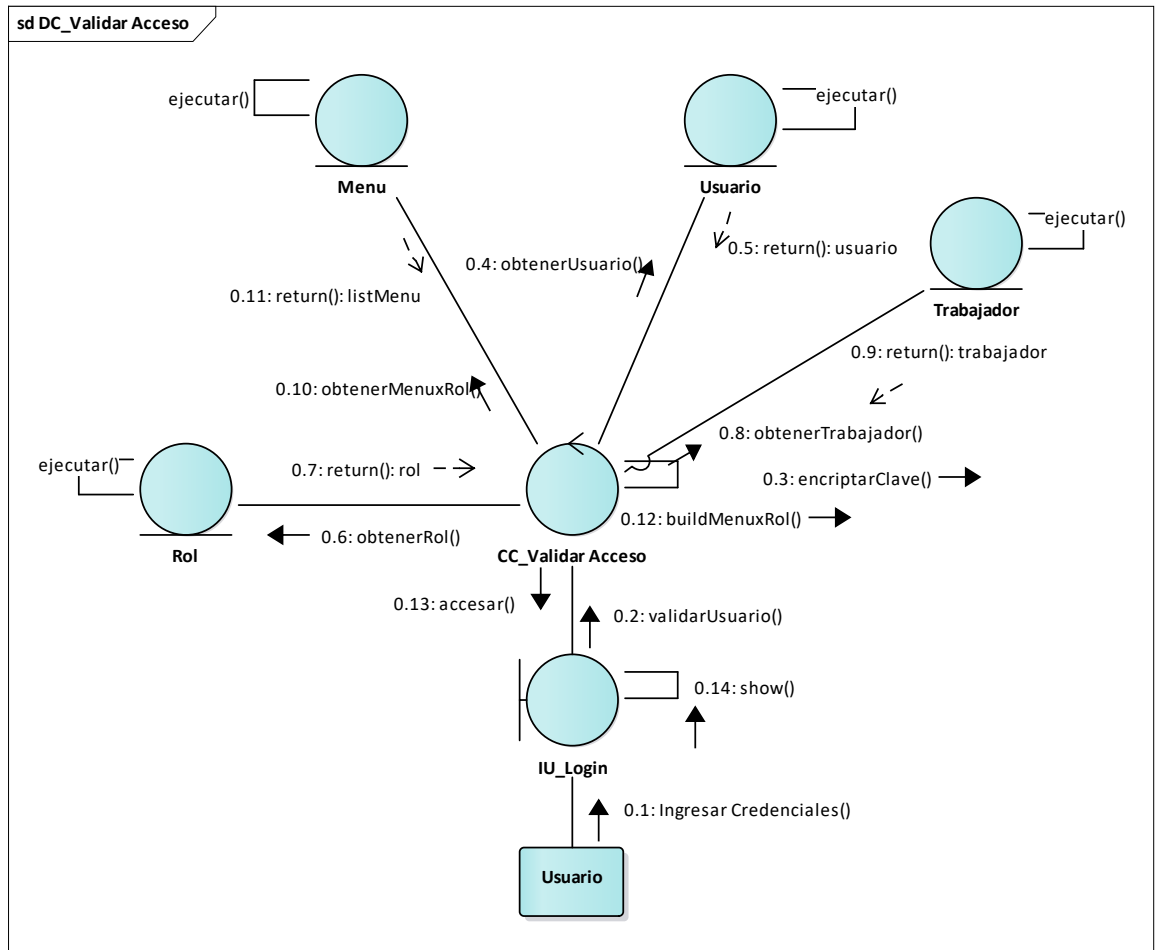 sd DC_Validar Acceso
ejecutar()
Menu
ejecutar()
Usuario
ejecutar()
Trabajador
0.4: obtenerUsuario()
0.5: return(): usuario
0.11: return(): listMenu
0.9: return(): trabajador
0.10: obtenerMenuxRol()
0.8: obtenerTrabajador()
ejecutar()
0.7: return(): rol
0.3: encriptarClave()
0.12: buildMenuxRol()
0.6: obtenerRol()
Rol
CC_Validar Acceso
0.13: accesar()
0.2: validarUsuario()
0.14: show()
IU_Login
0.1: Ingresar Credenciales()
Usuario